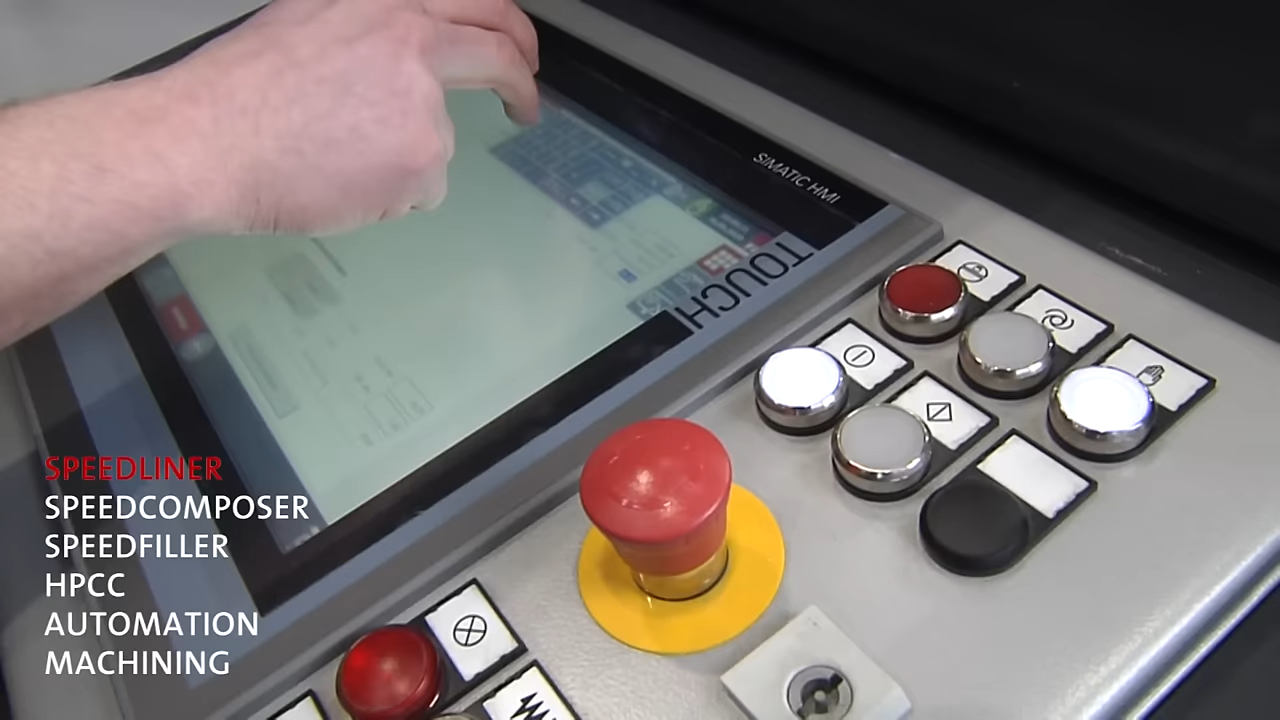 SIMATIC HMI
TOUCH
SPEEDLINER
SPEEDCOMPOSER
SPEEDFILLER
HPCC
AUTOMATION
MACHINING